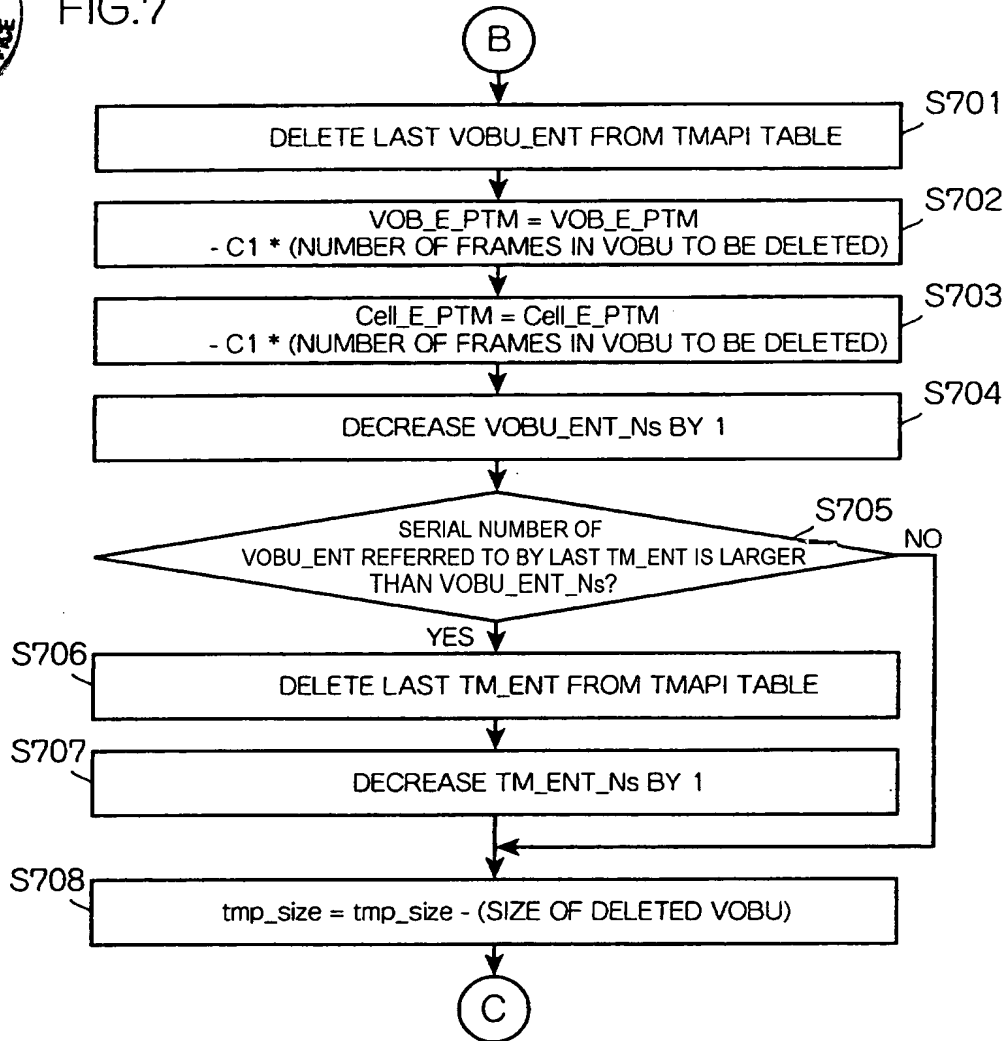 FIG.7
B
S701
DELETE LAST VOBU_ENT FROM TMAPI TABLE
S702
VOB_E_PTM = VOB_E_PTM
- C1 * (NUMBER OF FRAMES IN VOBU TO BE DELETED)
S703
Cell_E_PTM = Cell_E_PTM
- C1 * (NUMBER OF FRAMES IN VOBU TO BE DELETED)
S704
DECREASE VOBU_ENT_Ns BY 1
S705
SERIAL NUMBER OF
VOBU_ENT REFERRED TO BY LAST TM_ENT IS LARGER
THAN VOBU_ENT_Ns?
NO
YES
S706
DELETE LAST TM_ENT FROM TMAPI TABLE
S707
DECREASE TM_ENT_Ns BY 1
S708
tmp_size = tmp_size - (SIZE OF DELETED VOBU)
C